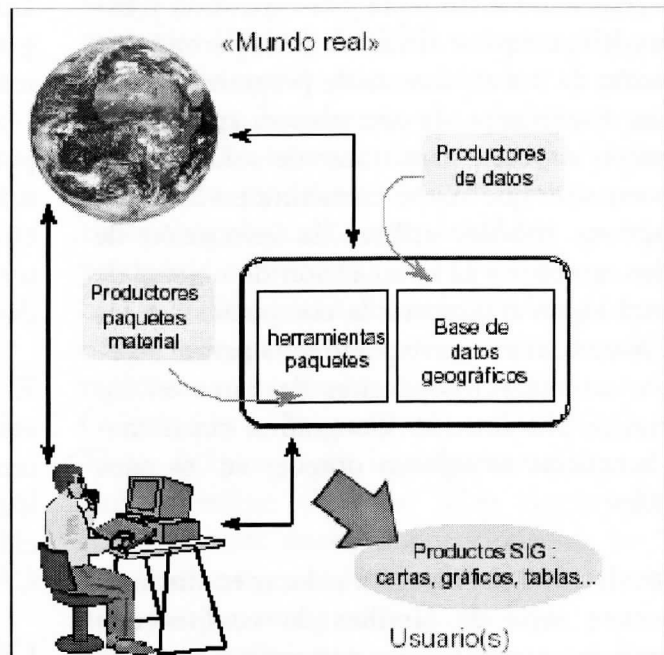 «Mundo real»
Productores
de datos
Productores
paquetes
material
herramientas
paquetes
Base de
datos
geográficos
Productos SIG :
cartas, gráficos, tablas...
Usuario(s)